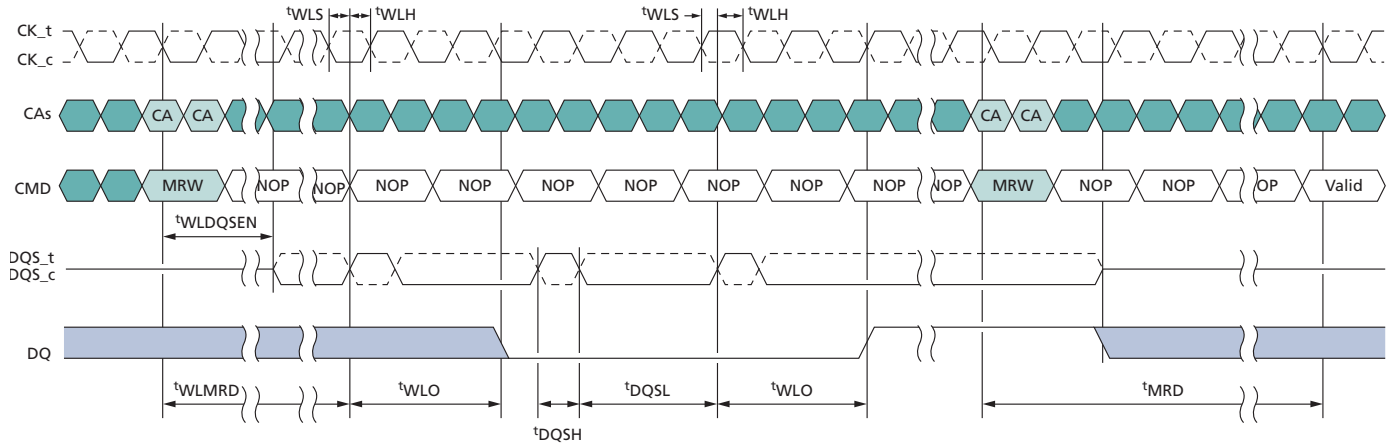 tWLS tWLH tWLS tWLH
CK_t
CK_c
CAs CA CA CA CA
CMD MRW NOP NOP NOP NOP NOP NOP NOP NOP NOP NOP MRW NOP NOP OP Valid
tWLDQSEN
DQS_t
DQS_c
DQ
tWLMRD tWLO tDQSL tWLO tMRD
tDQSH